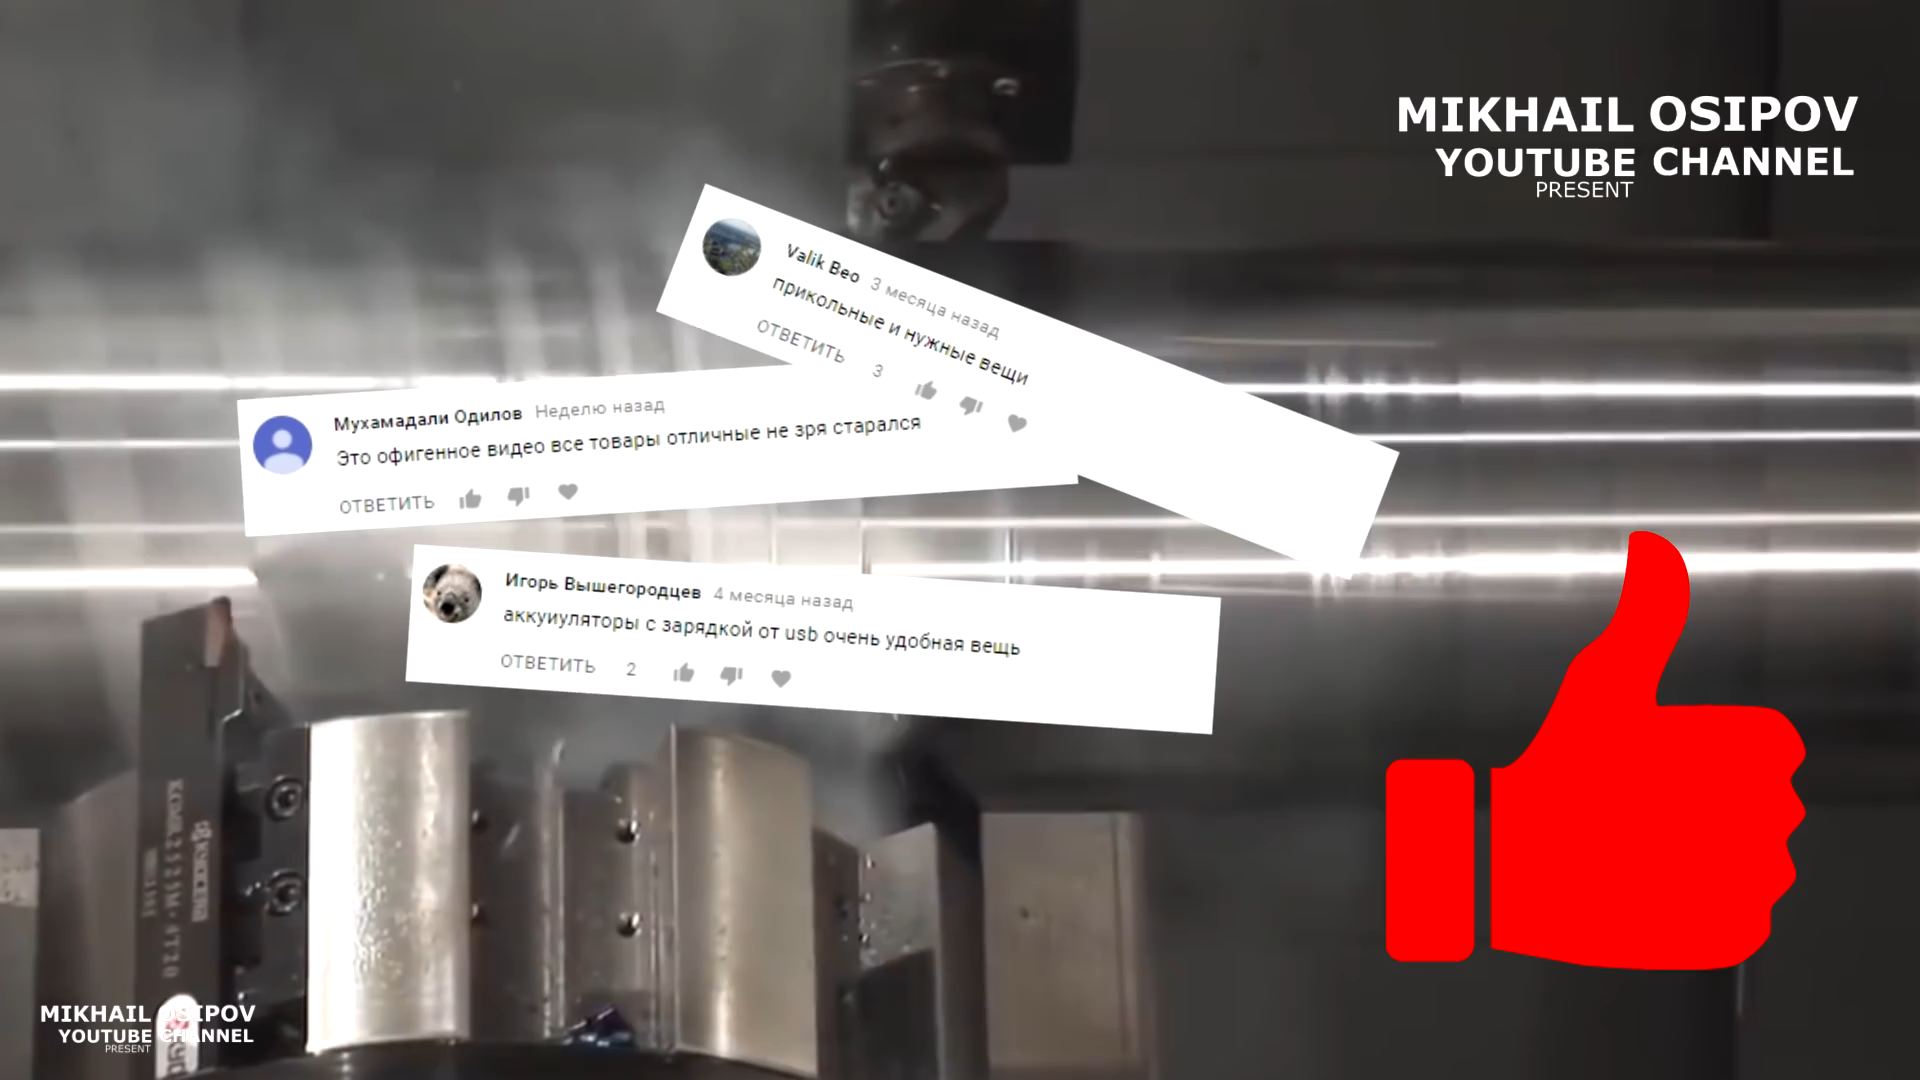 MIKHAIL OSIPOV
YOUTUBE CHANNEL
PRESENT
Valik Beo 3 месяца назад
прикольные и нужные вещи
ОТВЕТИТЬ 3
Мухамадали Одилов Неделю назад
Это офигенное видео все товары отличные не зря старался
ОТВЕТИТЬ
Игорь Вышегородцев 4 месяца назад
аккуиуляторы с зарядкой от usb очень удобная вещь
ОТВЕТИТЬ 2
MIKHAIL OSIPOV
YOUTUBE CHANNEL
PRESENT